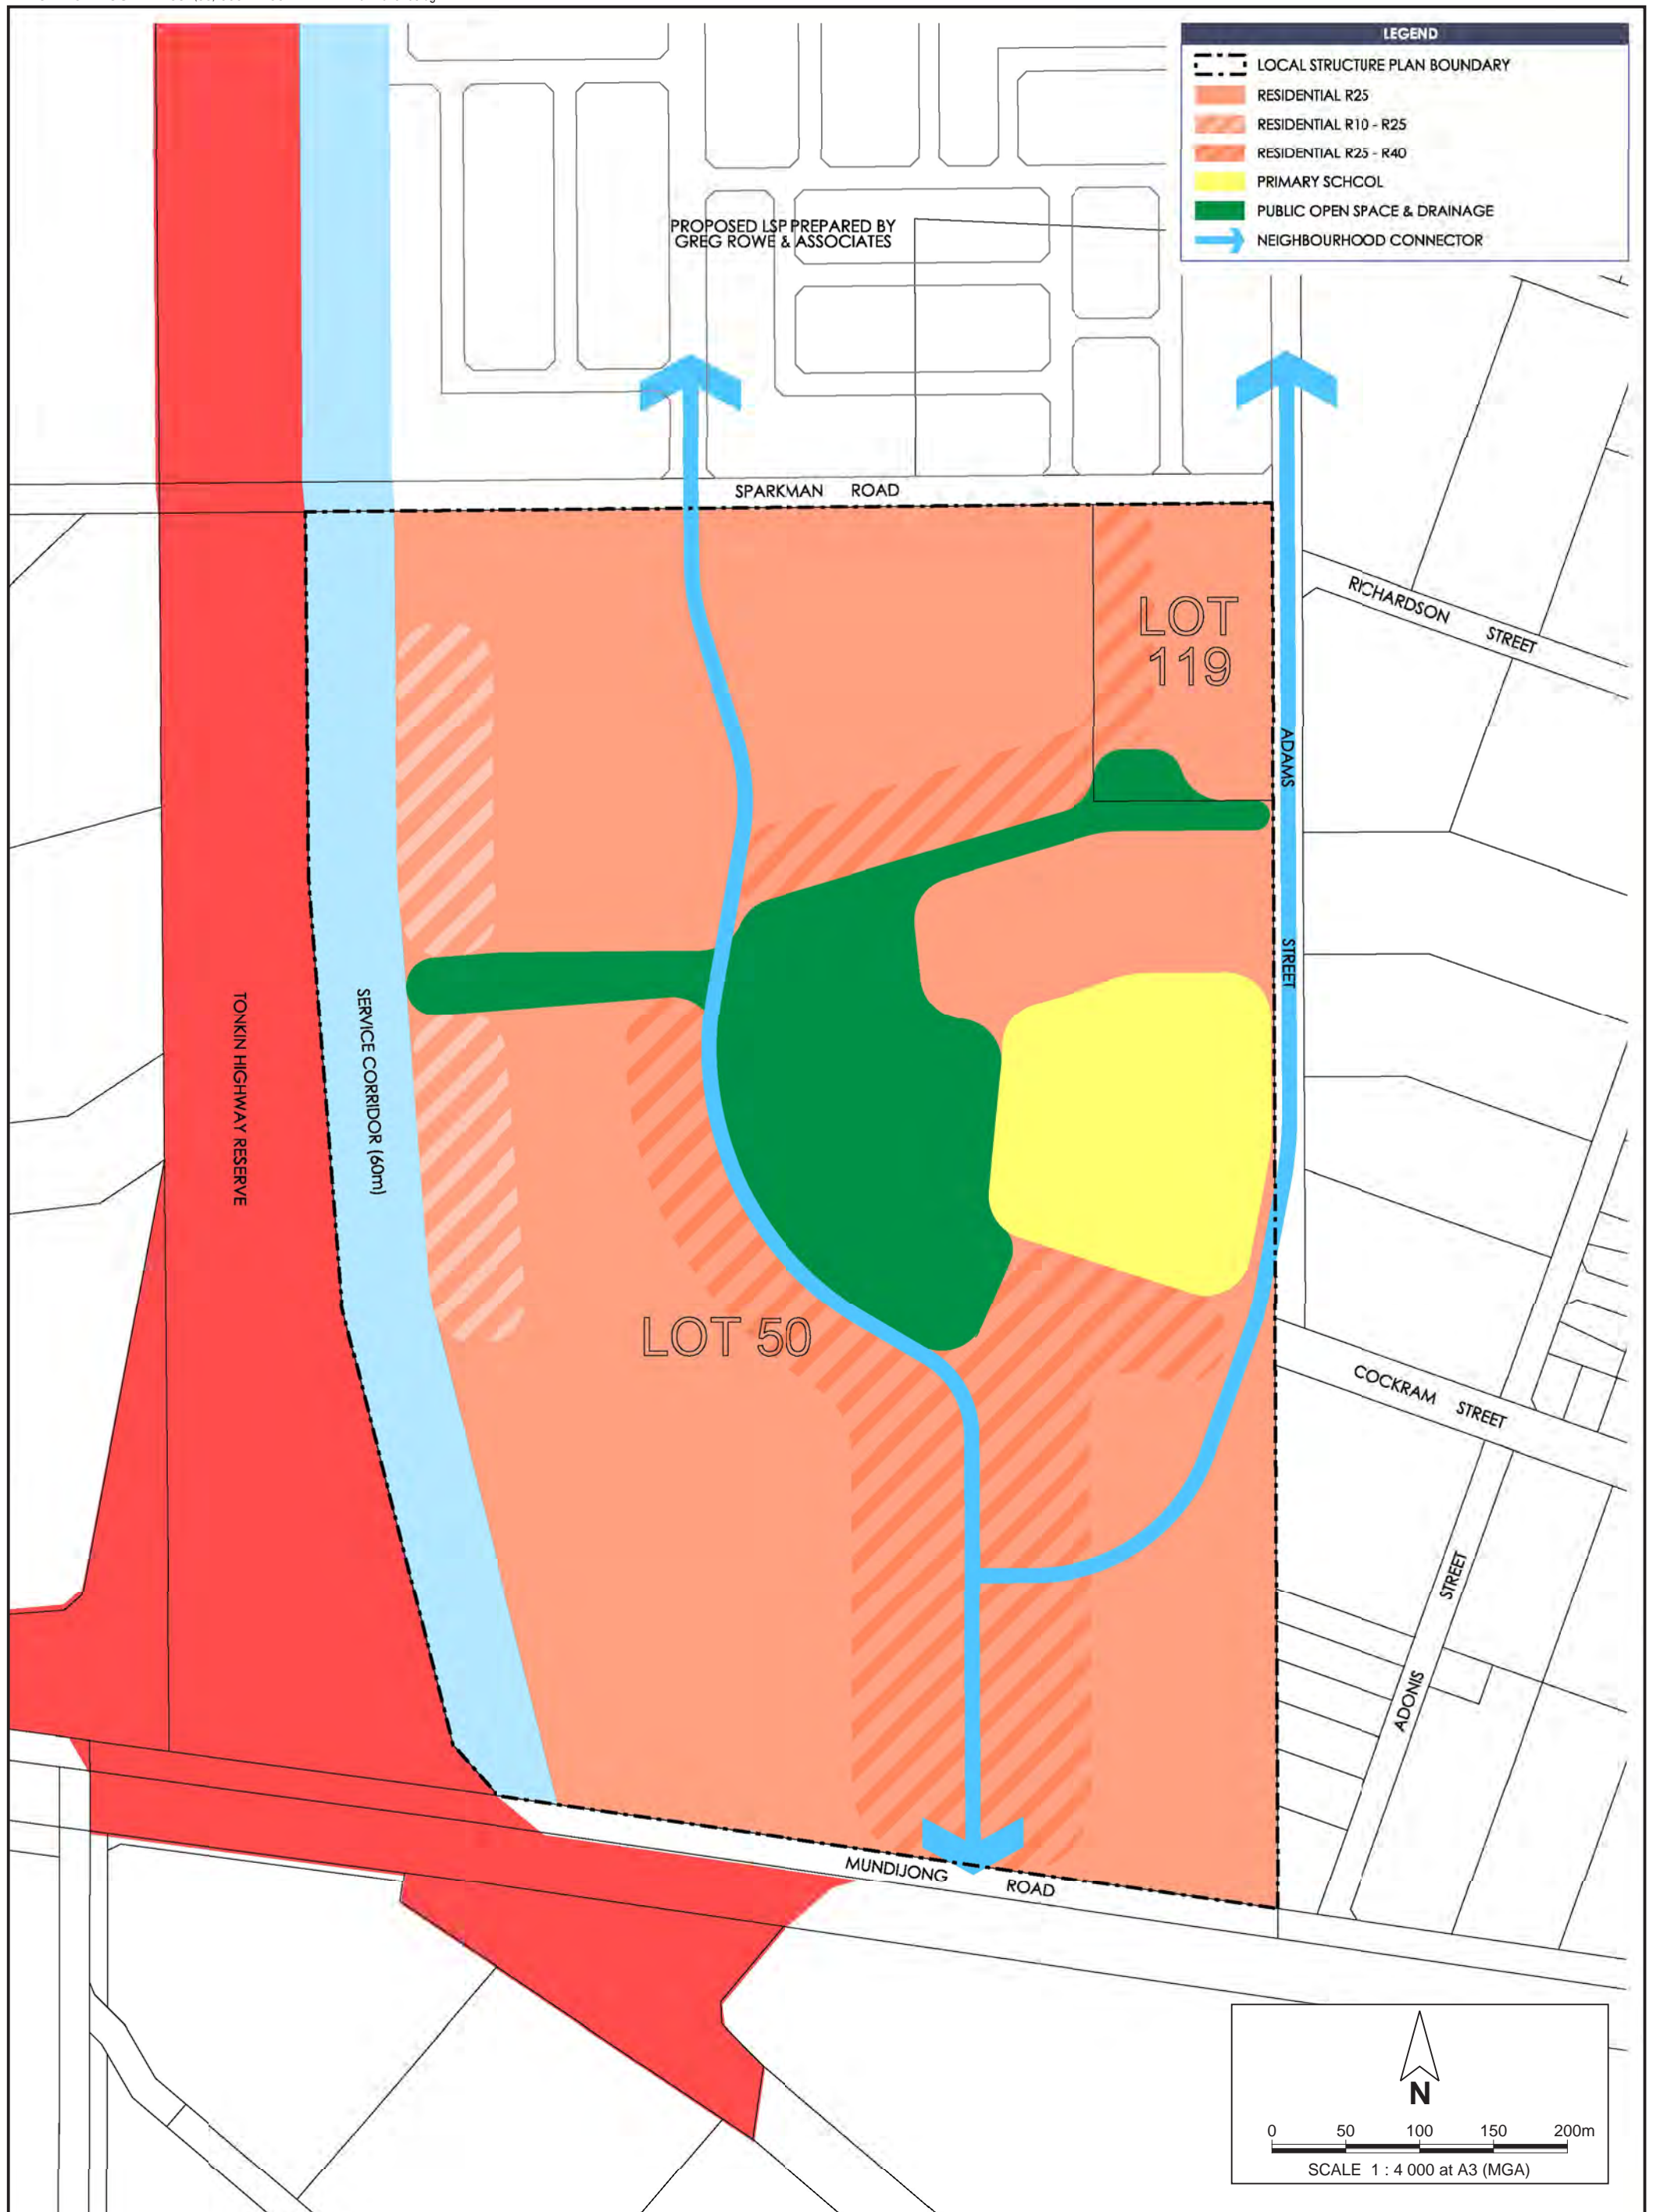 LEGEND
LOCAL STRUCTURE PLAN BOUNDARY
RESIDENTIAL R25
RESIDENTIAL R10 - R25
RESIDENTIAL R25 - R40
PRIMARY SCHCOL
PUBLIC OPEN SPACE & DRAINAGE
NEIGHBOURHOOD CONNECTOR
PROPOSED LSP PREPARED BY
GREG ROWE & ASSOCIATES
SPARKMAN ROAD
RICHARDSON STREET
LOT
119
ADAMS STREET
TONKIN HIGHWAY RESERVE
SERVICE CORRIDOR (60m)
LOT 50
COCKRAM STREET
ADONIS STREET
MUNDIJONG ROAD
N
0 50 100 150 200m
SCALE 1 : 4 000 at A3 (MGA)